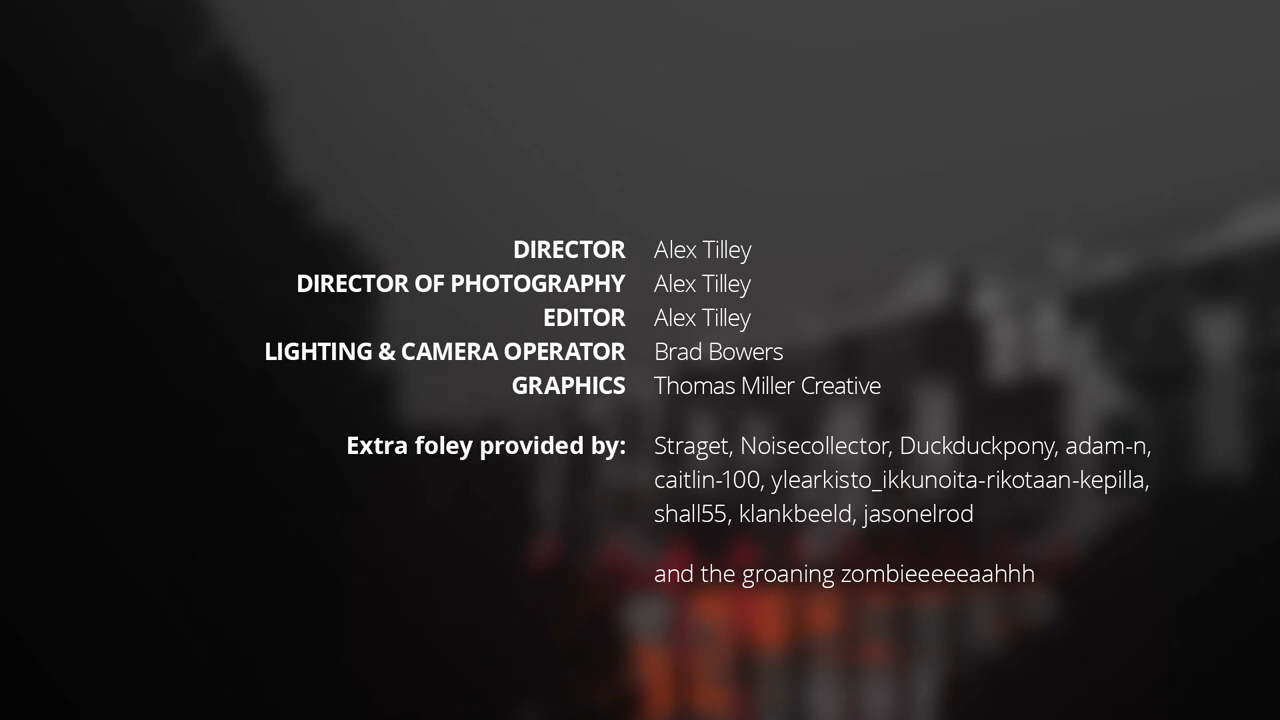 DIRECTOR Alex Tilley
DIRECTOR OF PHOTOGRAPHY Alex Tilley
EDITOR Alex Tilley
LIGHTING & CAMERA OPERATOR Brad Bowers
GRAPHICS Thomas Miller Creative
Extra foley provided by: Straget, Noisecollector, Duckduckpony, adam-n,
caitlin-100, ylearkisto_ikkunoita-rikotaan-kepilla,
shall55, klankbeeld, jasonelrod
and the groaning zombieeeeeaahhh